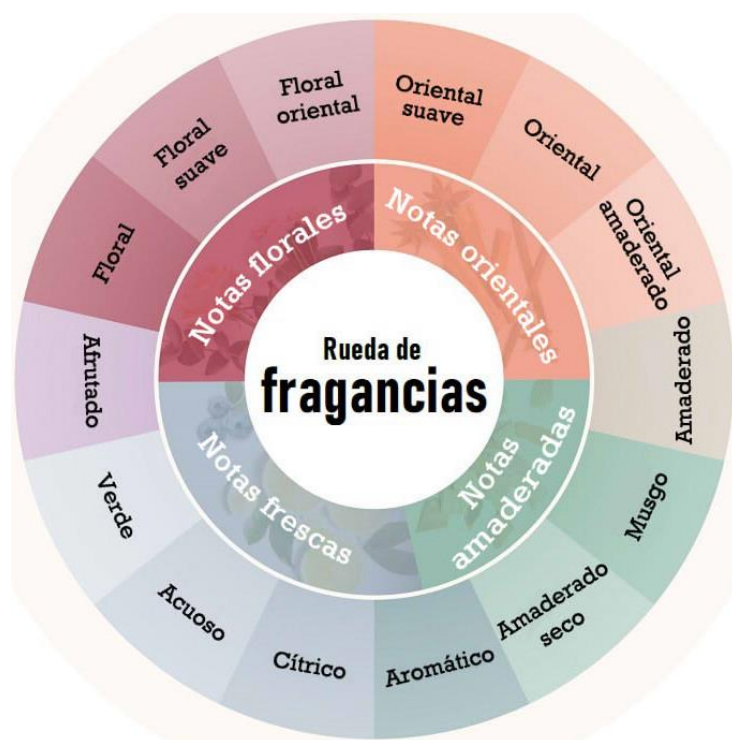 Rueda de
fragancias
Notas florales
Notas orientales
Notas
amaderadas
Notas frescas
Floral
oriental
Oriental
suave
Oriental
Oriental
amaderado
Amaderado
Musgo
Amaderado
seco
Aromático
Cítrico
Acuoso
Verde
Afrutado
Floral
Floral
suave